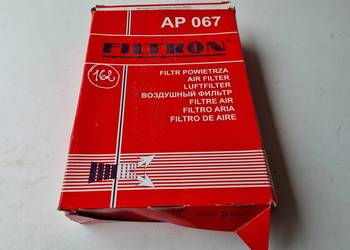 AP 067
FILTRON
162
FILTR POWIETRZA
AIR FILTER
LUFTFILTER
ВОЗДУШНЫЙ ФИЛЬТР
FILTRE AIR
FILTRO ARIA
FILTRO DE AIRE